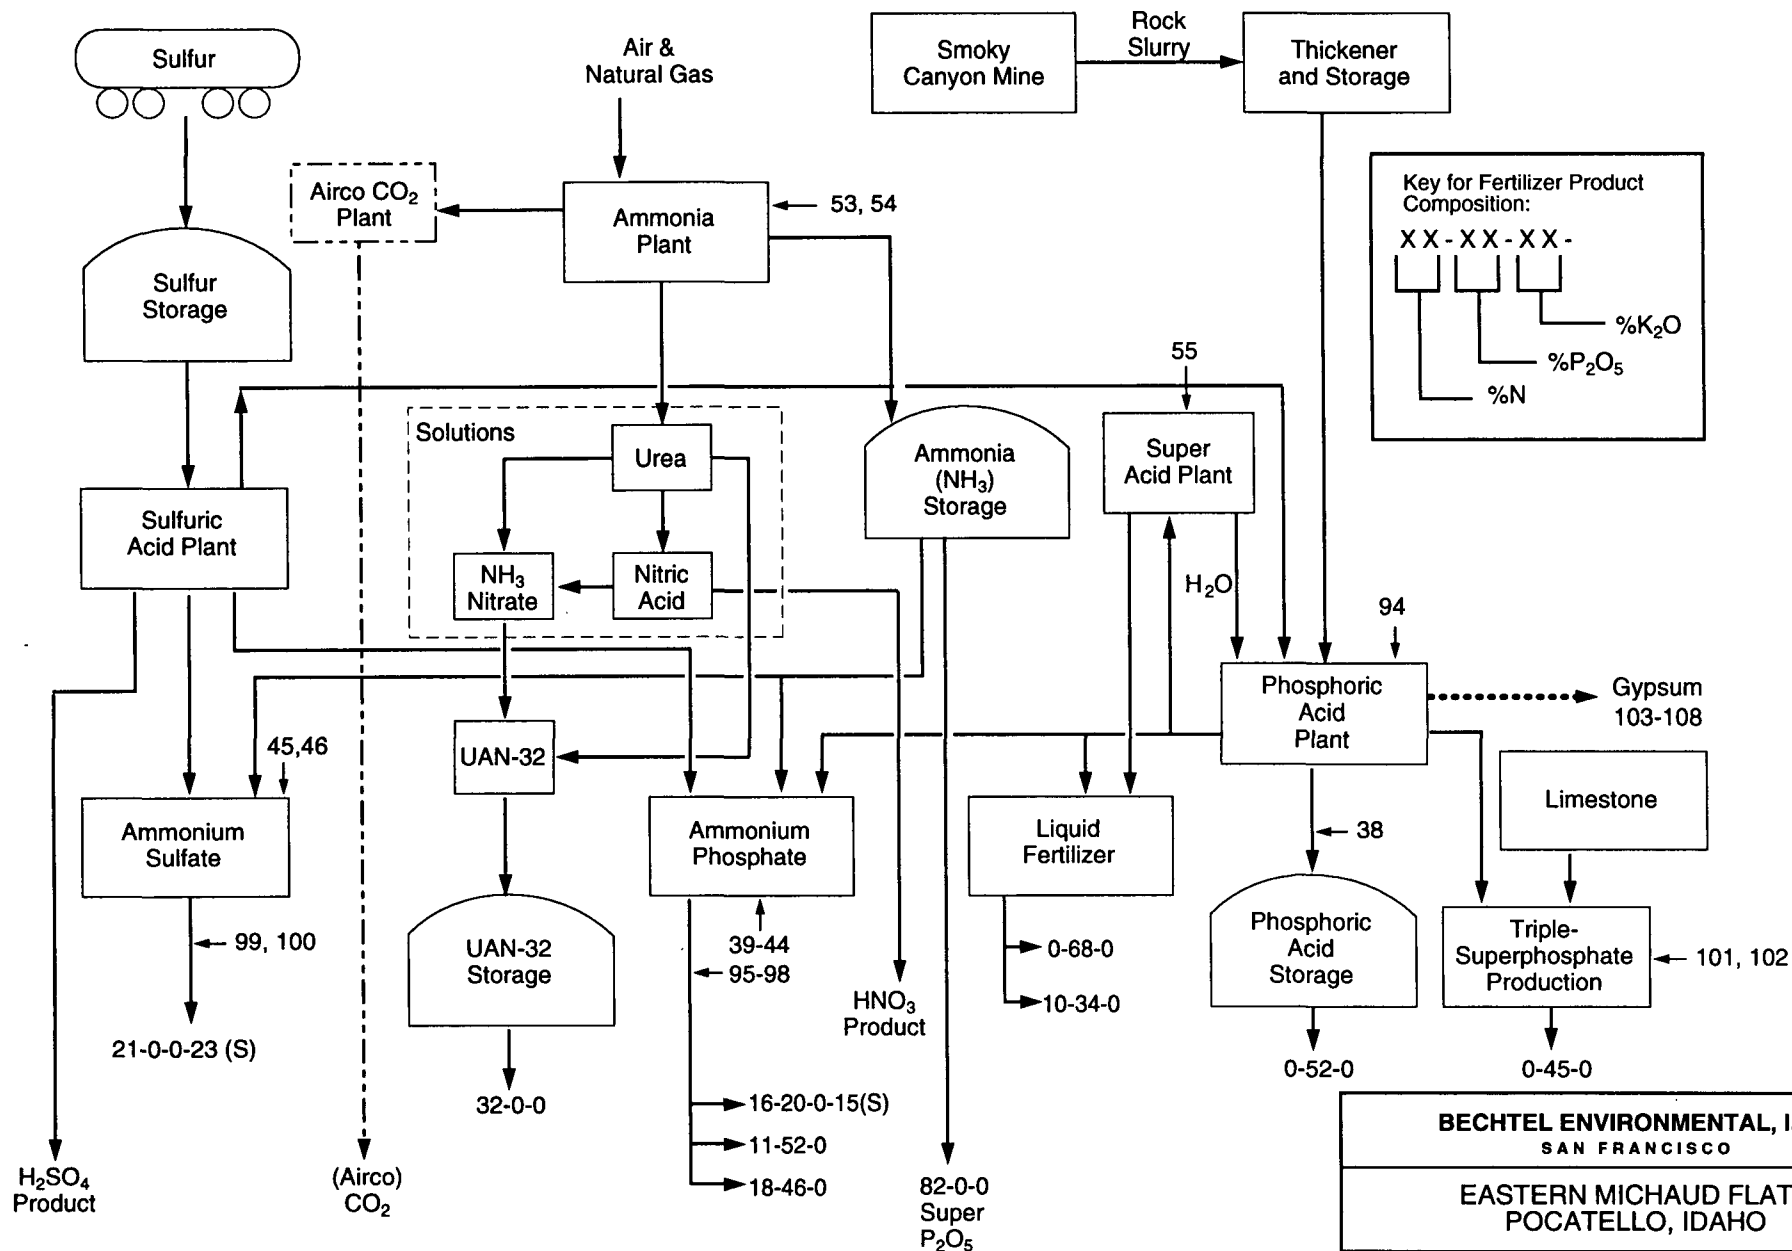 Sulfur
Air &
Natural Gas
Smoky
Canyon Mine
Rock
Slurry
Thickener
and Storage
Airco CO₂
Plant
Ammonia
Plant
53, 54
Key for Fertilizer Product
Composition:
XX-XX-XX-
%K₂O
%P₂O₅
%N
Sulfur
Storage
55
Solutions
Urea
Ammonia
(NH₃)
Storage
Super
Acid Plant
Sulfuric
Acid Plant
NH₃
Nitrate
Nitric
Acid
H₂O
94
Phosphoric
Acid
Plant
Gypsum
103-108
45,46
UAN-32
Limestone
Ammonium
Sulfate
Ammonium
Phosphate
Liquid
Fertilizer
38
99, 100
UAN-32
Storage
39-44
95-98
HNO₃
Product
0-68-0
10-34-0
Phosphoric
Acid
Storage
Triple-
Superphosphate
Production
101, 102
21-0-0-23 (S)
32-0-0
0-52-0
0-45-0
16-20-0-15(S)
11-52-0
18-46-0
H₂SO₄
Product
(Airco)
CO₂
82-0-0
Super
P₂O₅
BECHTEL ENVIRONMENTAL,
SAN FRANCISCO
EASTERN MICHAUD FLAT
POCATELLO, IDAHO